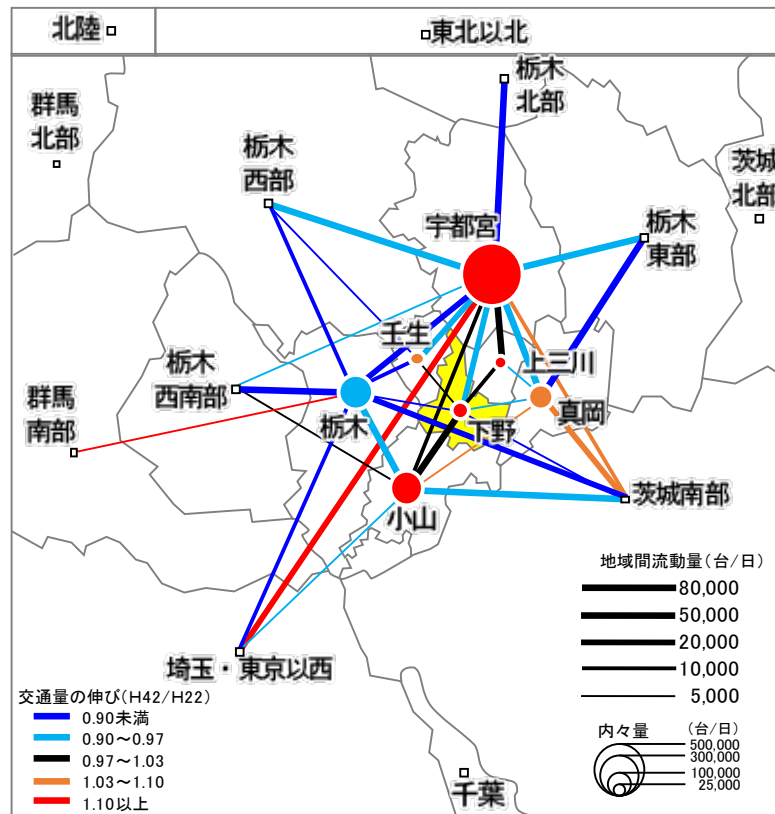 北陸
東北以北
栃木
北部
群馬
北部
栃木
西部
茨城
北部
宇都宮
栃木
東部
壬生
上三川
栃木
西南部
群馬
南部
栃木
下野
真岡
小山
茨城南部
地域間流動量(台/日)
80,000
50,000
20,000
10,000
5,000
埼玉・東京以西
交通量の伸び(H42/H22)
0.90未満
0.90~0.97
0.97~1.03
1.03~1.10
1.10以上
内々量 (台/日)
500,000
300,000
100,000
25,000
千葉